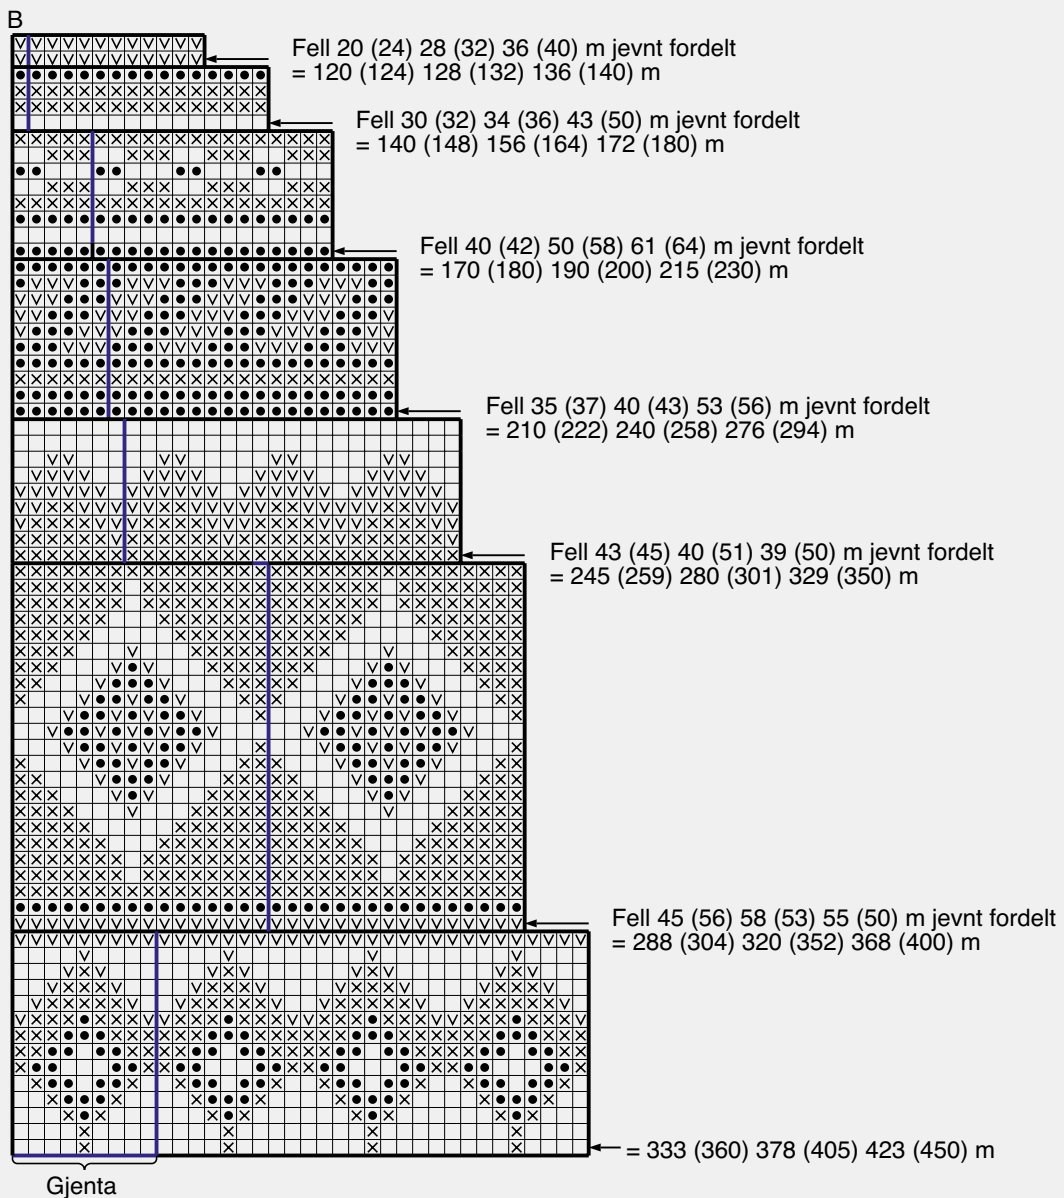 B
Fell 20 (24) 28 (32) 36 (40) m jevnt fordelt
= 120 (124) 128 (132) 136 (140) m
Fell 30 (32) 34 (36) 43 (50) m jevnt fordelt
= 140 (148) 156 (164) 172 (180) m
Fell 40 (42) 50 (58) 61 (64) m jevnt fordelt
= 170 (180) 190 (200) 215 (230) m
Fell 35 (37) 40 (43) 53 (56) m jevnt fordelt
= 210 (222) 240 (258) 276 (294) m
Fell 43 (45) 40 (51) 39 (50) m jevnt fordelt
= 245 (259) 280 (301) 329 (350) m
Fell 45 (56) 58 (53) 55 (50) m jevnt fordelt
= 288 (304) 320 (352) 368 (400) m
= 333 (360) 378 (405) 423 (450) m
Gjenta